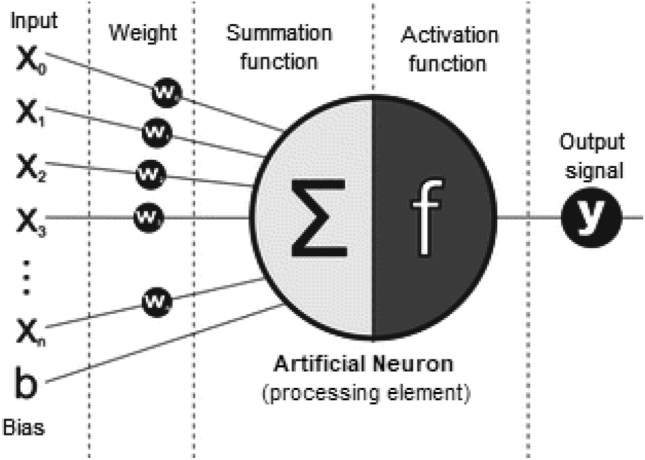 Input
Weight
Summation
function
Activation
function
X0
X1
X2
X3
Xn
b
Bias
w
w
w
w
w
Σ
f
Output
signal
y
Artificial Neuron
(processing element)